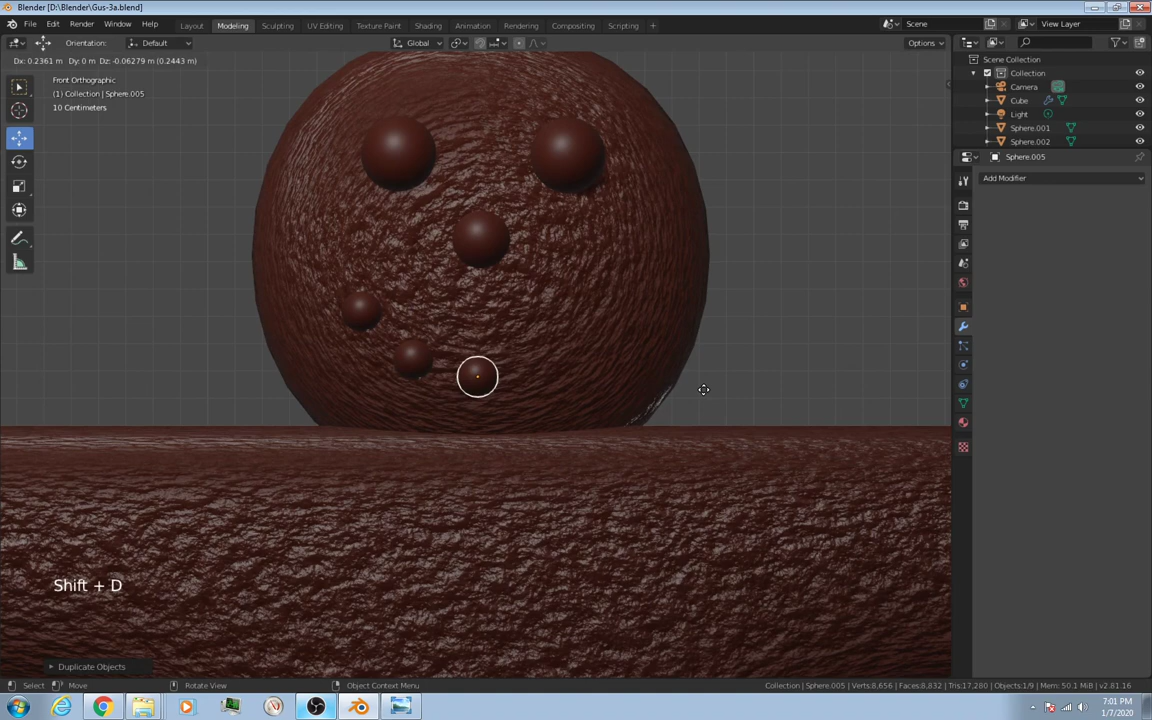 Blender [D:\Blender\Gus-3a.blend]
File Edit Render Window Help Layout Modeling Sculpting UV Editing Texture Paint Shading Animation Rendering Compositing Scripting + Scene View Layer
Orientation: Default Global Options
Dx: 0.2361 m Dy: 0 m Dz: -0.06279 m (0.2443 m)
Front Orthographic
(1) Collection | Sphere.005
10 Centimeters
Scene Collection
Collection
Camera
Cube
Light
Sphere.001
Sphere.002
Sphere.005
Add Modifier
Shift + D
Duplicate Objects
Select Move Rotate View Object Context Menu Collection | Sphere.005 | Verts:8,656 | Faces:8,832 | Tris:17,280 | Objects:1/9 | Mem: 50.1 MiB | v2.81.16
7:01 PM
1/7/2020